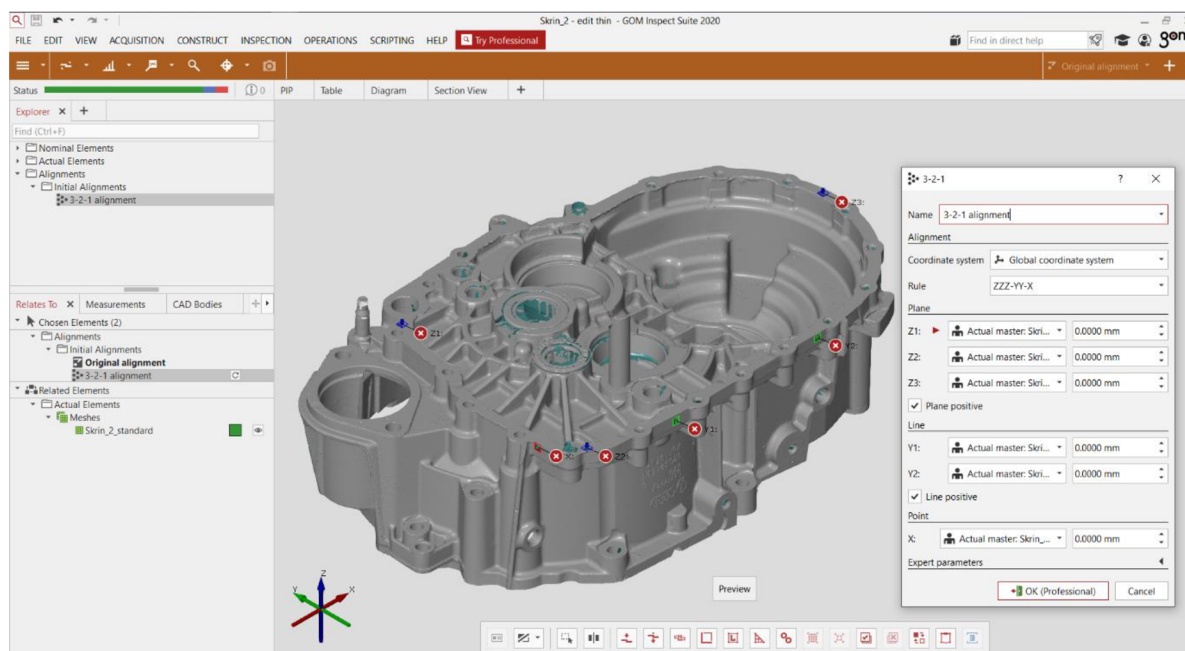 Skrin_2 - edit thin - GOM Inspect Suite 2020
FILE EDIT VIEW ACQUISITION CONSTRUCT INSPECTION OPERATIONS SCRIPTING HELP Try Professional
Find in direct help
gom
Original alignment
Status
0
PIP Table Diagram Section View
Explorer
Find (Ctrl+F)
Nominal Elements
Actual Elements
Alignments
Initial Alignments
3-2-1 alignment
Relates To Measurements CAD Bodies
Chosen Elements (2)
Alignments
Initial Alignments
Original alignment
3-2-1 alignment
Related Elements
Actual Elements
Meshes
Skrin_2_standard
Z3:
Z1:
Y2:
Y1:
X:
Z2:
Z
Y
X
Preview
3-2-1
Name 3-2-1 alignment
Alignment
Coordinate system Global coordinate system
Rule ZZZ-YY-X
Plane
Z1: Actual master: Skri... 0.0000 mm
Z2: Actual master: Skri... 0.0000 mm
Z3: Actual master: Skri... 0.0000 mm
Plane positive
Line
Y1: Actual master: Skri... 0.0000 mm
Y2: Actual master: Skri... 0.0000 mm
Line positive
Point
X: Actual master: Skrin_... 0.0000 mm
Expert parameters
OK (Professional) Cancel